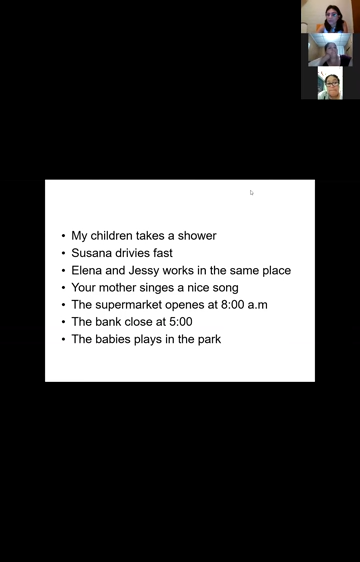 • My children takes a shower
• Susana drivies fast
• Elena and Jessy works in the same place
• Your mother singes a nice song
• The supermarket openes at 8:00 a.m
• The bank close at 5:00
• The babies plays in the park